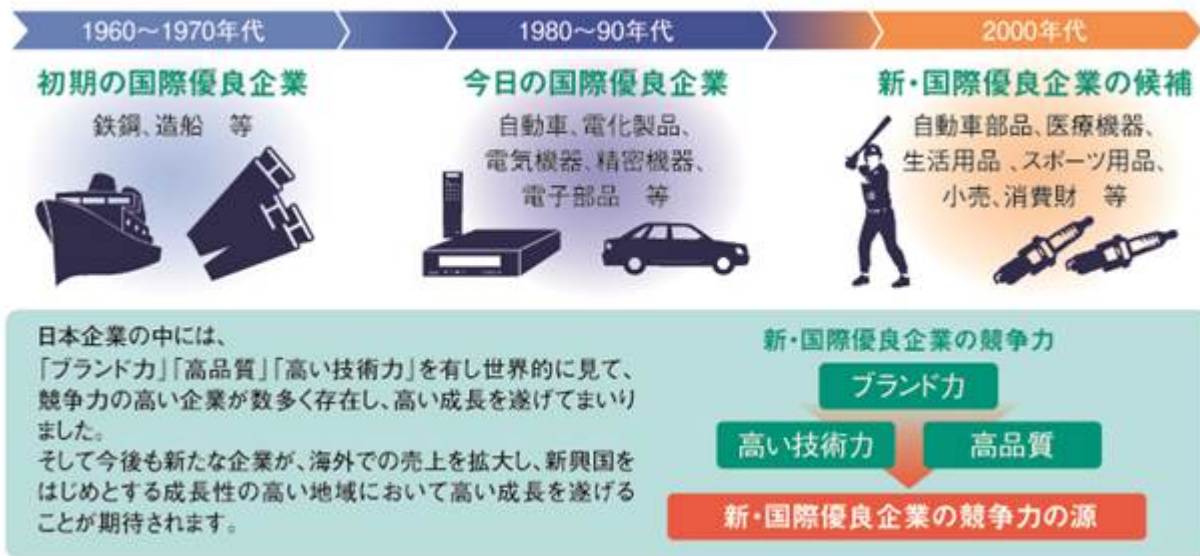 1960～1970年代
1980～90年代
2000年代
初期の国際優良企業
鉄鋼、造船　等
今日の国際優良企業
自動車、電化製品、
電気機器、精密機器、
電子部品　等
新・国際優良企業の候補
自動車部品、医療機器、
生活用品、スポーツ用品、
小売、消費財　等
日本企業の中には、
「ブランド力」「高品質」「高い技術力」を有し世界的に見て、
競争力の高い企業が数多く存在し、高い成長を遂げてまいり
ました。
そして今後も新たな企業が、海外での売上を拡大し、新興国を
はじめとする成長性の高い地域において高い成長を遂げる
ことが期待されます。
新・国際優良企業の競争力
ブランド力
高い技術力
高品質
新・国際優良企業の競争力の源